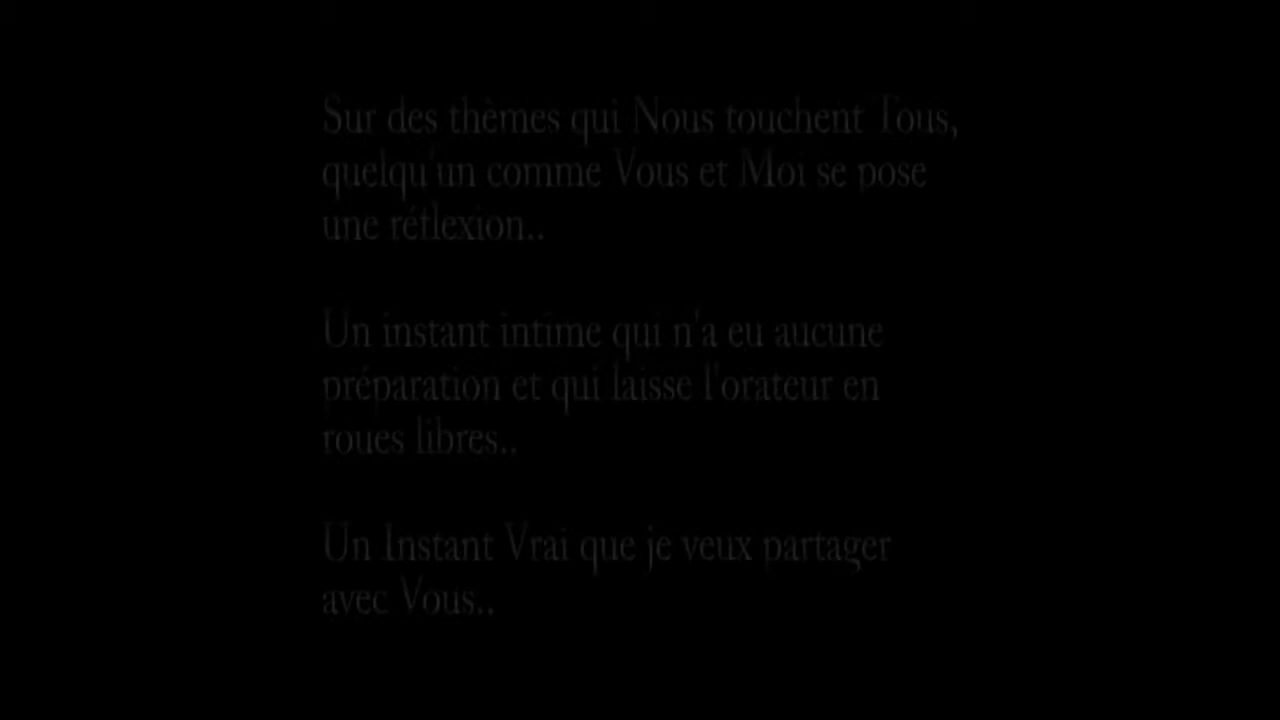 Sur des thèmes qui Nous touchent Tous,
quelqu'un comme Vous et Moi se pose
une réflexion..
Un instant intime qui n'a eu aucune
préparation et qui laisse l'orateur en
roues libres..
Un Instant Vrai que je veux partager
avec Vous..